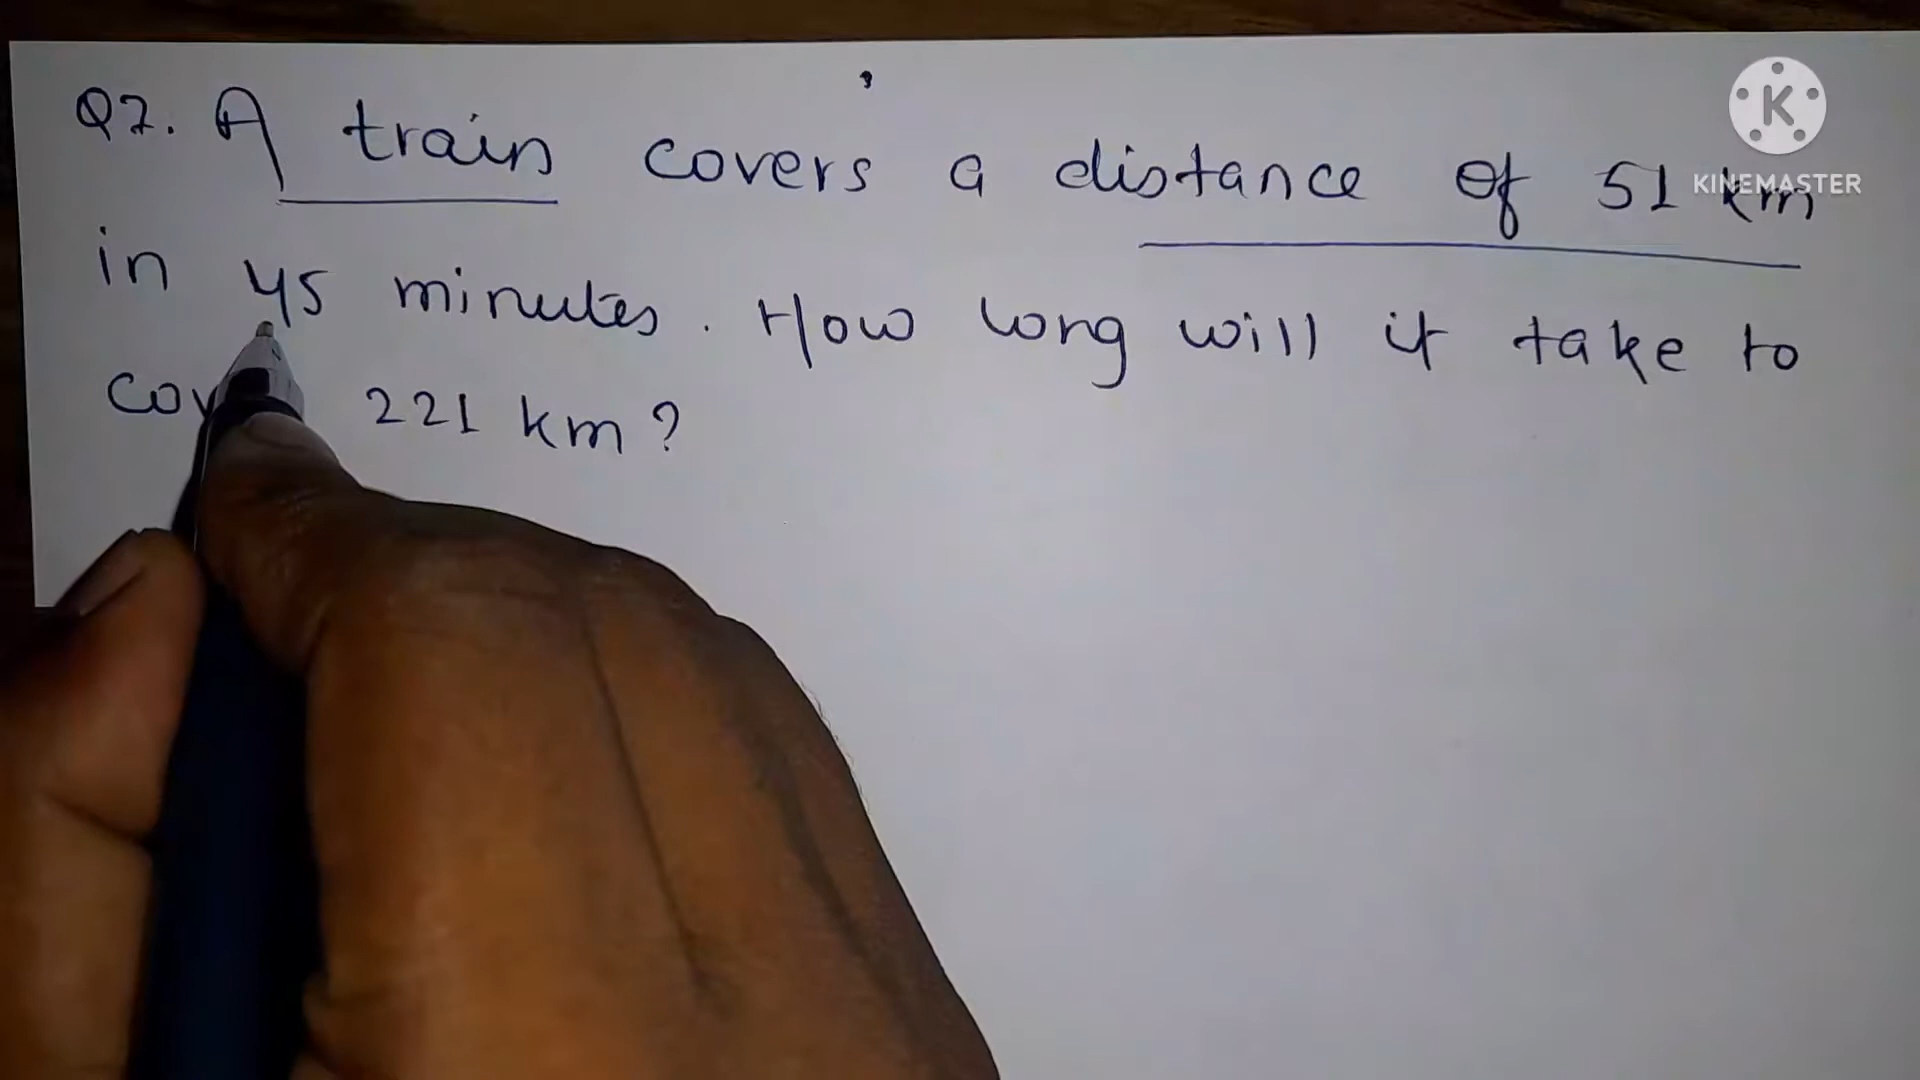 Q7. A train covers a distance of 51 km
in 45 minutes. How long will it take to
221 km?
K
KINEMASTER